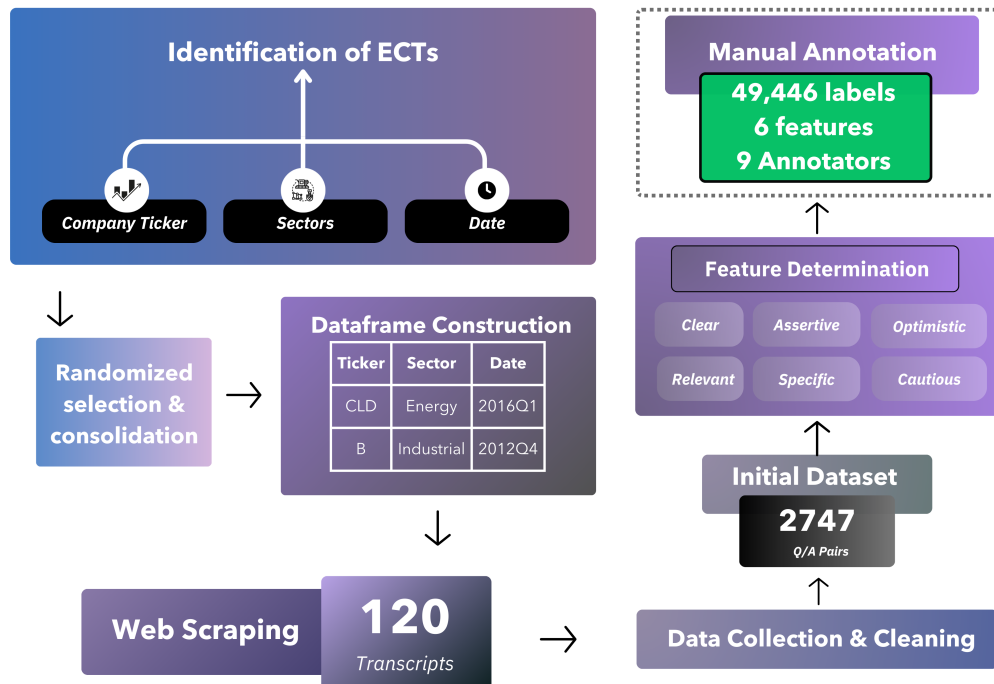 Identification of ECTs
Company Ticker
Sectors
Date
Randomized
selection &
consolidation
Dataframe Construction
Ticker Sector Date
CLD Energy 2016Q1
B Industrial 2012Q4
Web Scraping
120
Transcripts
Data Collection & Cleaning
Initial Dataset
2747
Q/A Pairs
Feature Determination
Clear Assertive Optimistic
Relevant Specific Cautious
Manual Annotation
49,446 labels
6 features
9 Annotators